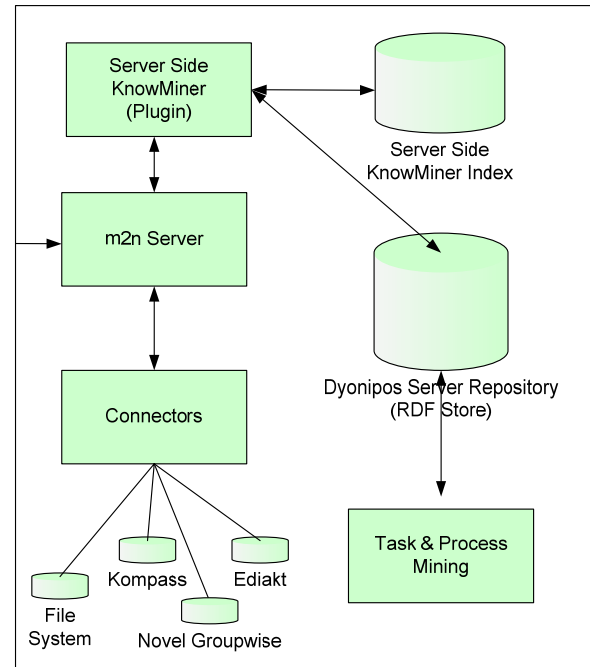 Server Side
KnowMiner
(Plugin)
Server Side
KnowMiner Index
m2n Server
Dyonipos Server Repository
(RDF Store)
Connectors
Task & Process
Mining
Kompass
Ediakt
File
System
Novel Groupwise